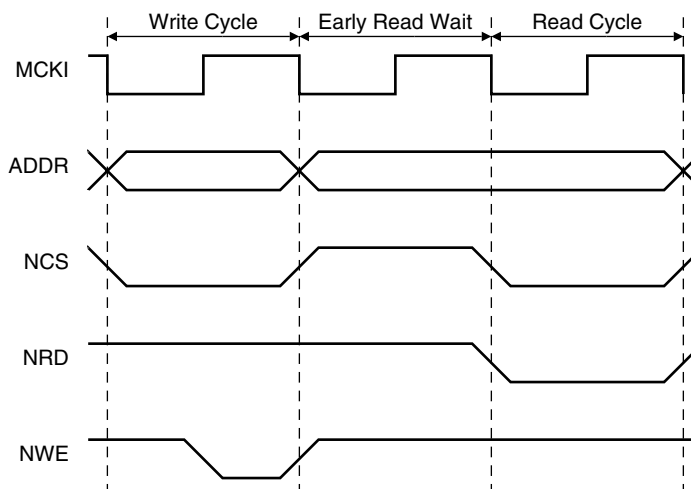 Write Cycle Early Read Wait Read Cycle
MCKI
ADDR
NCS
NRD
NWE